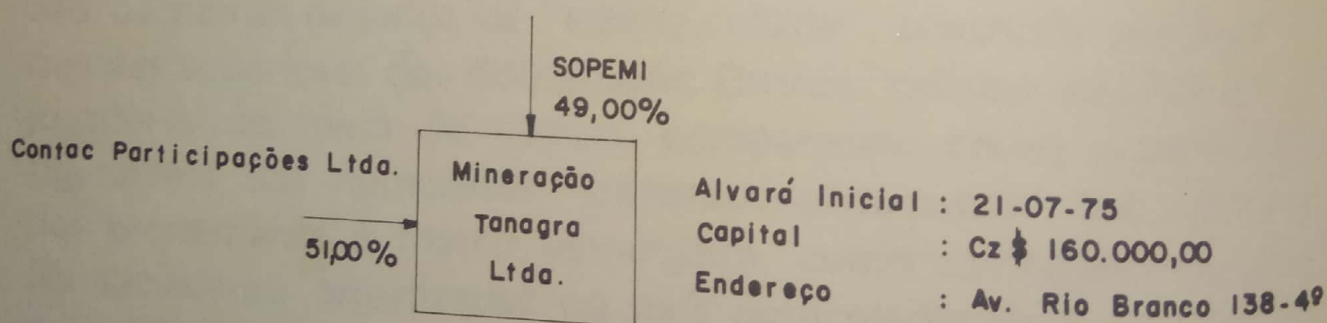 SOPEMI
49,00%
Contac Participações Ltda.
51,00%
Mineração
Tanagra
Ltda.
Alvará Inicial : 21-07-75
Capital : Cz$ 160.000,00
Endereço : Av. Rio Branco 138-4º